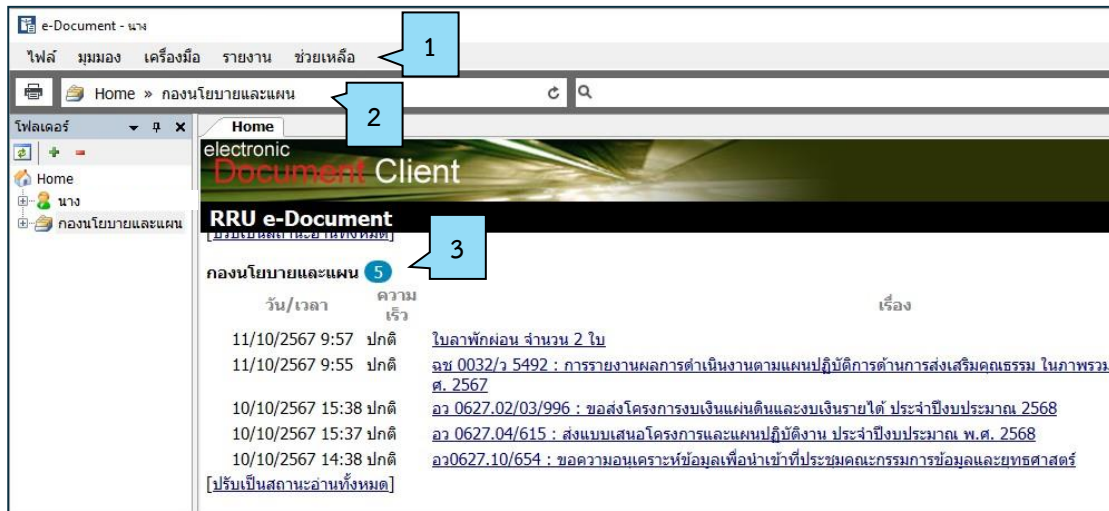 e-Document - นาง
ไฟล์ มุมมอง เครื่องมือ รายงาน ช่วยเหลือ
1
Home » กองนโยบายและแผน
2
โฟลเดอร์
Home
Home
นาง
กองนโยบายและแผน
electronic
Document Client
RRU e-Document
[ปรับเป็นสถานะอ่านทั้งหมด]
3
กองนโยบายและแผน 5
วัน/เวลา ความเร็ว เรื่อง
11/10/2567 9:57 ปกติ ใบลาพักผ่อน จำนวน 2 ใบ
11/10/2567 9:55 ปกติ ฉช 0032/ว 5492 : การรายงานผลการดำเนินงานตามแผนปฏิบัติการด้านการส่งเสริมคุณธรรม ในภาพรวม
ศ. 2567
10/10/2567 15:38 ปกติ อว 0627.02/03/996 : ขอส่งโครงการงบเงินแผ่นดินและงบเงินรายได้ ประจำปีงบประมาณ 2568
10/10/2567 15:37 ปกติ อว 0627.04/615 : ส่งแบบเสนอโครงการและแผนปฏิบัติงาน ประจำปีงบประมาณ พ.ศ. 2568
10/10/2567 14:38 ปกติ อว0627.10/654 : ขอความอนุเคราะห์ข้อมูลเพื่อนำเข้าที่ประชุมคณะกรรมการข้อมูลและยุทธศาสตร์
[ปรับเป็นสถานะอ่านทั้งหมด]